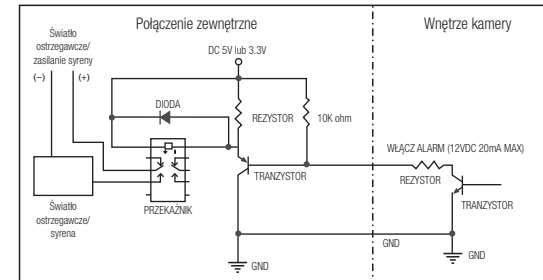 Połączenie zewnętrzne
Wnętrze kamery
Światło
ostrzegawcze/
zasilanie syreny
(−)
(+)
DC 5V lub 3.3V
DIODA
REZYSTOR
10K ohm
WŁĄCZ ALARM (12VDC 20mA MAX)
TRANZYSTOR
REZYSTOR
TRANZYSTOR
PRZEKAŹNIK
Światło
ostrzegawcze/
syrena
GND
GND
GND